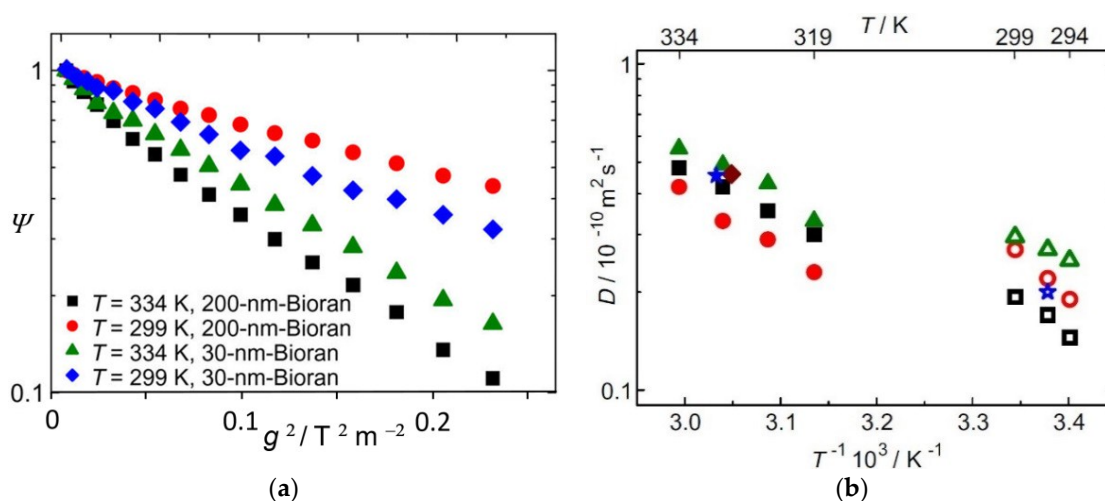 1
Ψ
T = 334 K, 200-nm-Bioran
T = 299 K, 200-nm-Bioran
T = 334 K, 30-nm-Bioran
T = 299 K, 30-nm-Bioran
0.1
0 0.1 0.2
g² / T² m⁻²
(a)
T / K
334 319 299 294
1
D / 10⁻¹⁰ m² s⁻¹
0.1
3.0 3.1 3.2 3.3 3.4
T⁻¹ 10³ / K⁻¹
(b)